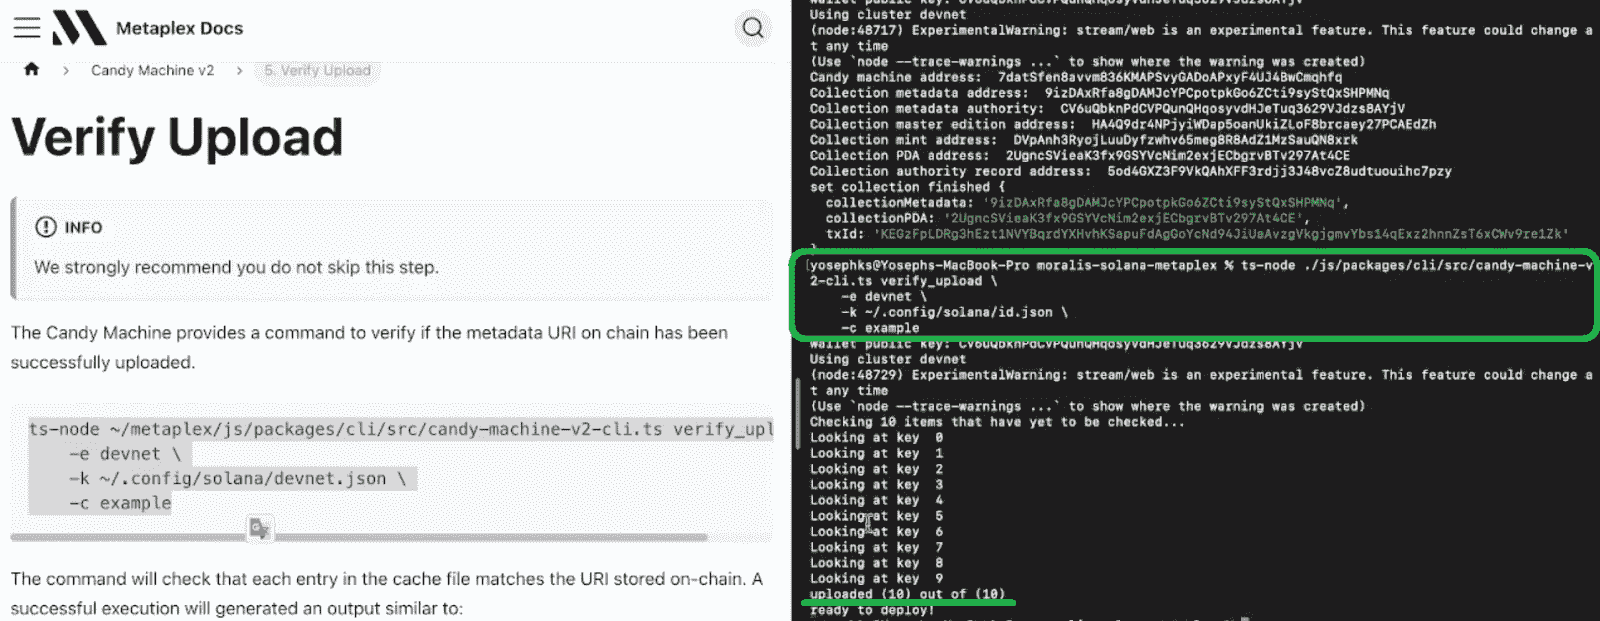 Metaplex Docs
Candy Machine v2
5. Verify Upload
Verify Upload
INFO
We strongly recommend you do not skip this step.
The Candy Machine provides a command to verify if the metadata URI on chain has been
successfully uploaded.
ts-node ~/metaplex/js/packages/cli/src/candy-machine-v2-cli.ts verify_upl
-e devnet \
-k ~/.config/solana/devnet.json \
-c example
The command will check that each entry in the cache file matches the URI stored on-chain. A
successful execution will generated an output similar to:
Using cluster devnet
(node:48717) ExperimentalWarning: stream/web is an experimental feature. This feature could change a
t any time
(Use `node --trace-warnings ...` to show where the warning was created)
Candy machine address: 7datSfen8avvm836KMAPSvyGADoAPxyF4UJ4BwCmqhfq
Collection metadata address: 9izDAxRfa8gDAMJcYPCpotpkGo6ZCti9syStQxSHPMNq
Collection metadata authority: CV6uQbknPdCVPQunQHqosyvdHJeTuq3629VJdzs8AYjV
Collection master edition address: HA4Q9dr4NPjyiWDap5oanUkiZLoF8brcaey27PCAEdZh
Collection mint address: DVpAnh3RyojLuuDyfzwhv65meg8R8AdZ1MzSauQN8xrk
Collection PDA address: 2UgncSVieaK3fx9GSYVcNim2exjECbgrvBTv297At4CE
Collection authority record address: 5od4GXZ3F9VkQAhXFF3rdjj3J48vcZ8udtuouihc7pzy
set collection finished {
collectionMetadata: '9izDAxRfa8gDAMJcYPCpotpkGo6ZCti9syStQxSHPMNq',
collectionPDA: '2UgncSVieaK3fx9GSYVcNim2exjECbgrvBTv297At4CE',
txId:
yosephks@Yosephs-MacBook-Pro moralis-solana-metaplex % ts-node ./js/packages/cli/src/candy-machine-v
2-cli.ts verify_upload \
-e devnet \
-k ~/.config/solana/id.json \
-c example
wallet public key: CV6uQbknPdCVPQunQHqosyvdHJeTuq3629VJdzs8AYjV
Using cluster devnet
(node:48729) ExperimentalWarning: stream/web is an experimental feature. This feature could change a
t any time
(Use `node --trace-warnings ...` to show where the warning was created)
Checking 10 items that have yet to be checked...
Looking at key 0
Looking at key 1
Looking at key 2
Looking at key 3
Looking at key 4
Looking at key 5
Looking at key 6
Looking at key 7
Looking at key 8
Looking at key 9
uploaded (10) out of (10)
ready to deploy!